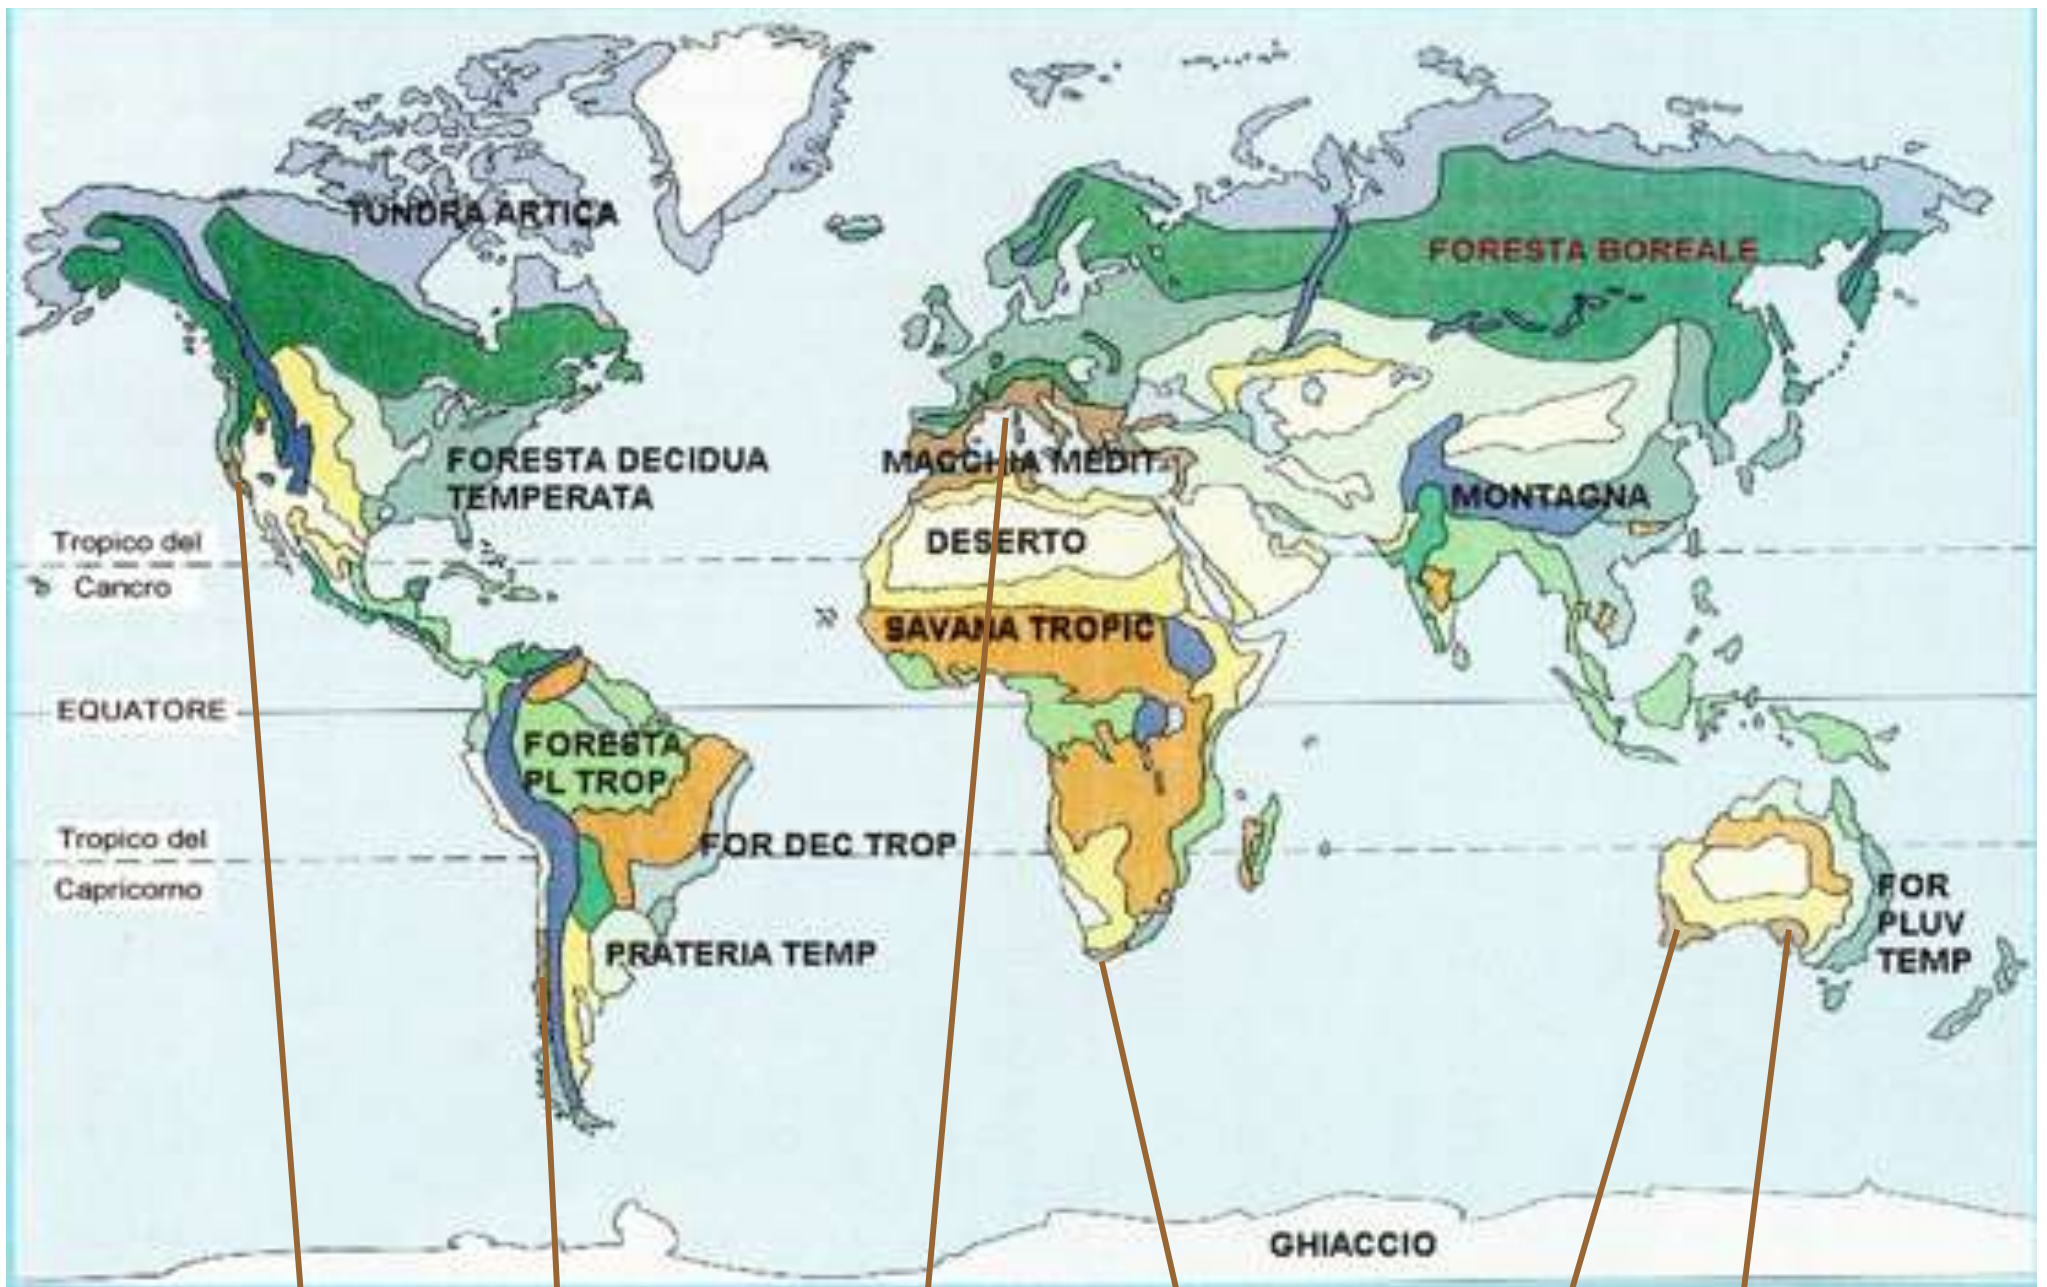 TUNDRA ARTICA
FORESTA BOREALE
FORESTA DECIDUA
TEMPERATA
MACCHIA MEDIT
MONTAGNA
Tropico del
Cancro
DESERTO
SAVANA TROPIC
EQUATORE
FORESTA
PL TROP
Tropico del
Capricorno
FOR DEC TROP
FOR
PLUV
TEMP
PRATERIA TEMP
GHIACCIO